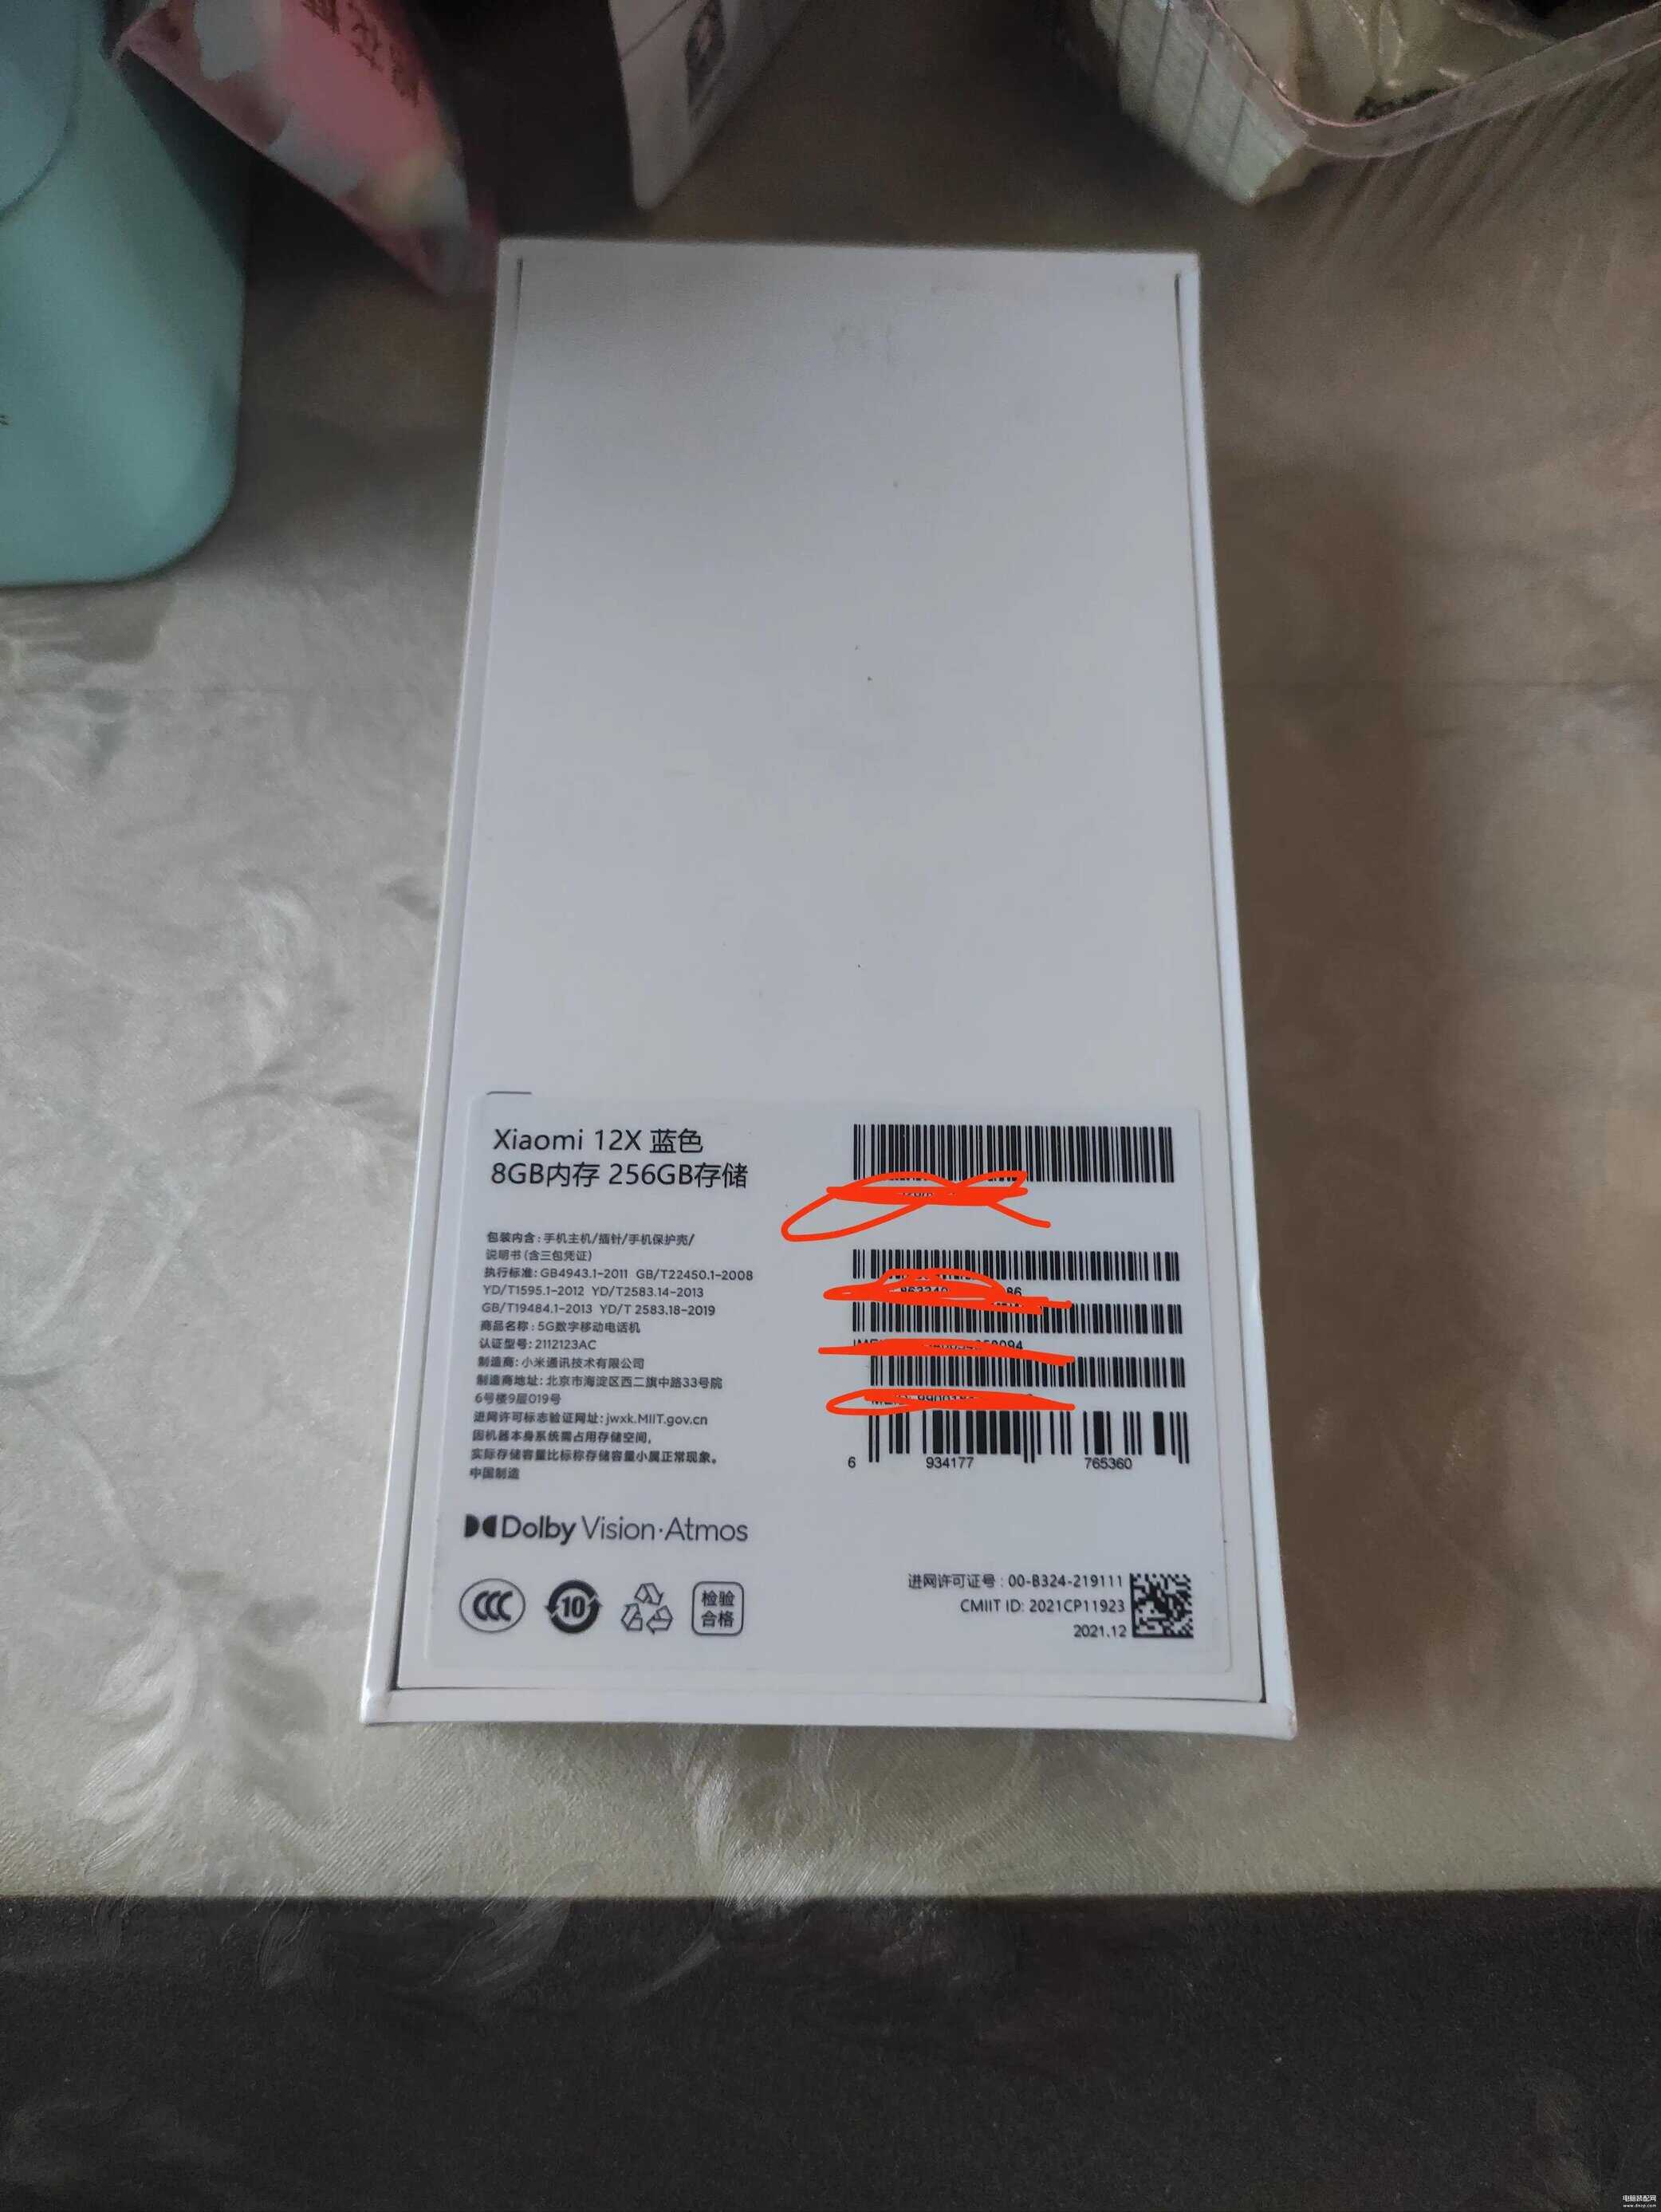 Xiaomi 12X 蓝色
8GB内存 256GB存储
包装内含:手机主机/插针/手机保护壳/
说明书(含三包凭证)
执行标准:GB4943.1-2011 GB/T22450.1-2008
YD/T1595.1-2012 YD/T2583.14-2013
GB/T19484.1-2013 YD/T 2583.18-2019
商品名称:5G数字移动电话机
认证型号:2112123AC
制造商:小米通讯技术有限公司
制造商地址:北京市海淀区西二旗中路33号院
6号楼9层019号
进网许可标志验证网址:jwxk.MIIT.gov.cn
因机器本身系统需占用存储空间,
实际存储容量比标称存储容量小属正常现象。
中国制造
Dolby Vision·Atmos
CCC
10
检验
合格
6 934177 765360
进网许可证号:00-B324-219111
CMIIT ID: 2021CP11923
2021.12
电脑装配网
www.dnzp.com